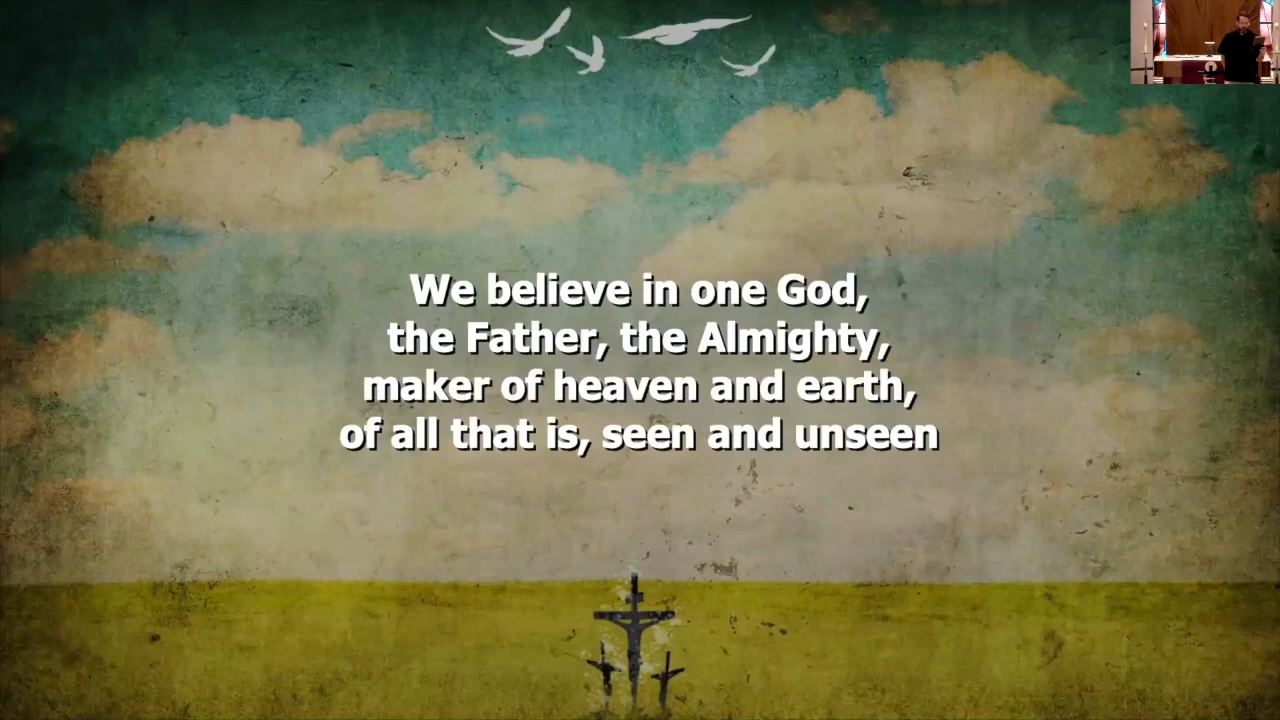 We believe in one God,
the Father, the Almighty,
maker of heaven and earth,
of all that is, seen and unseen